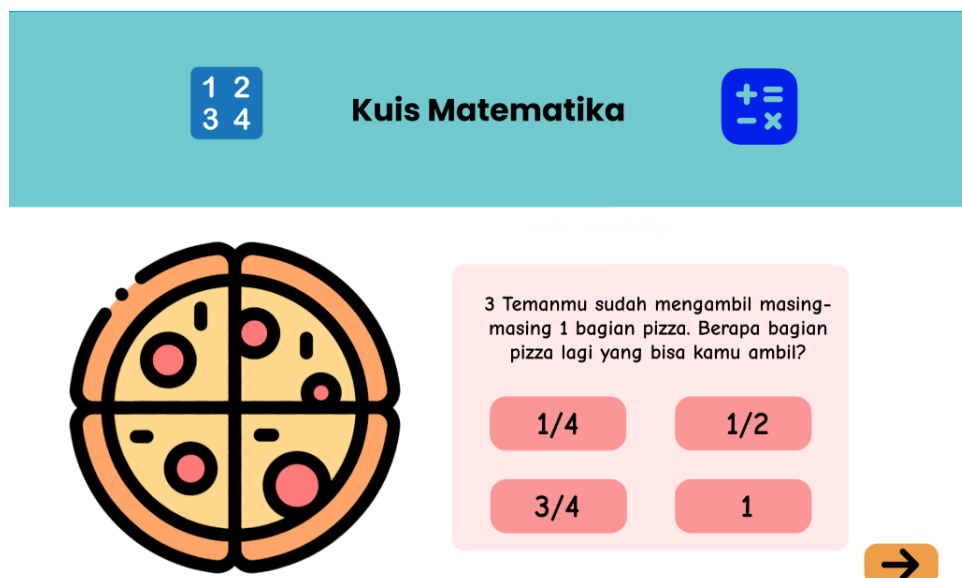 1 2
3 4
Kuis Matematika
+ =
- ×
3 Temanmu sudah mengambil masing-
masing 1 bagian pizza. Berapa bagian
pizza lagi yang bisa kamu ambil?
1/4
1/2
3/4
1